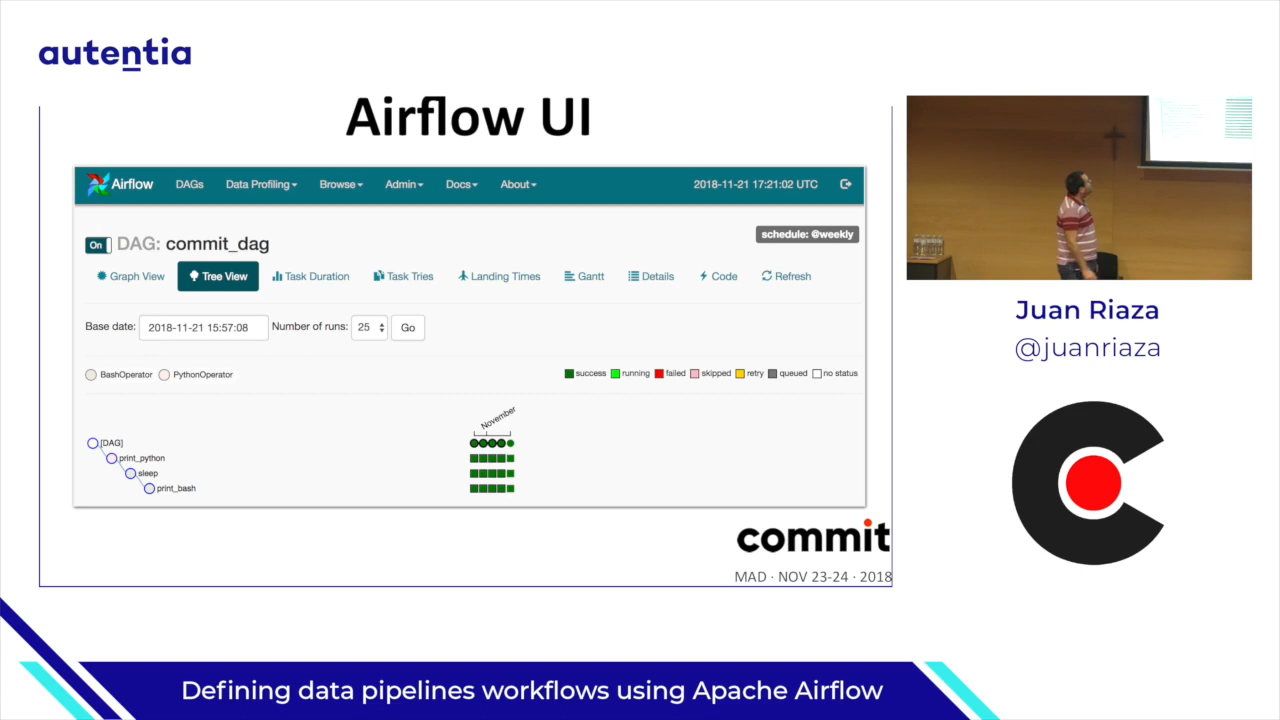 autentia
Airflow UI
Airflow DAGs Data Profiling Browse Admin Docs About 2018-11-21 17:21:02 UTC
On DAG: commit_dag schedule: @weekly
Graph View Tree View Task Duration Task Tries Landing Times Gantt Details Code Refresh
Base date: 2018-11-21 15:57:08 Number of runs: 25 Go
BashOperator PythonOperator success running failed skipped retry queued no status
November
[DAG]
print_python
sleep
print_bash
commit
MAD · NOV 23-24 · 2018
Juan Riaza
@juanriaza
Defining data pipelines workflows using Apache Airflow